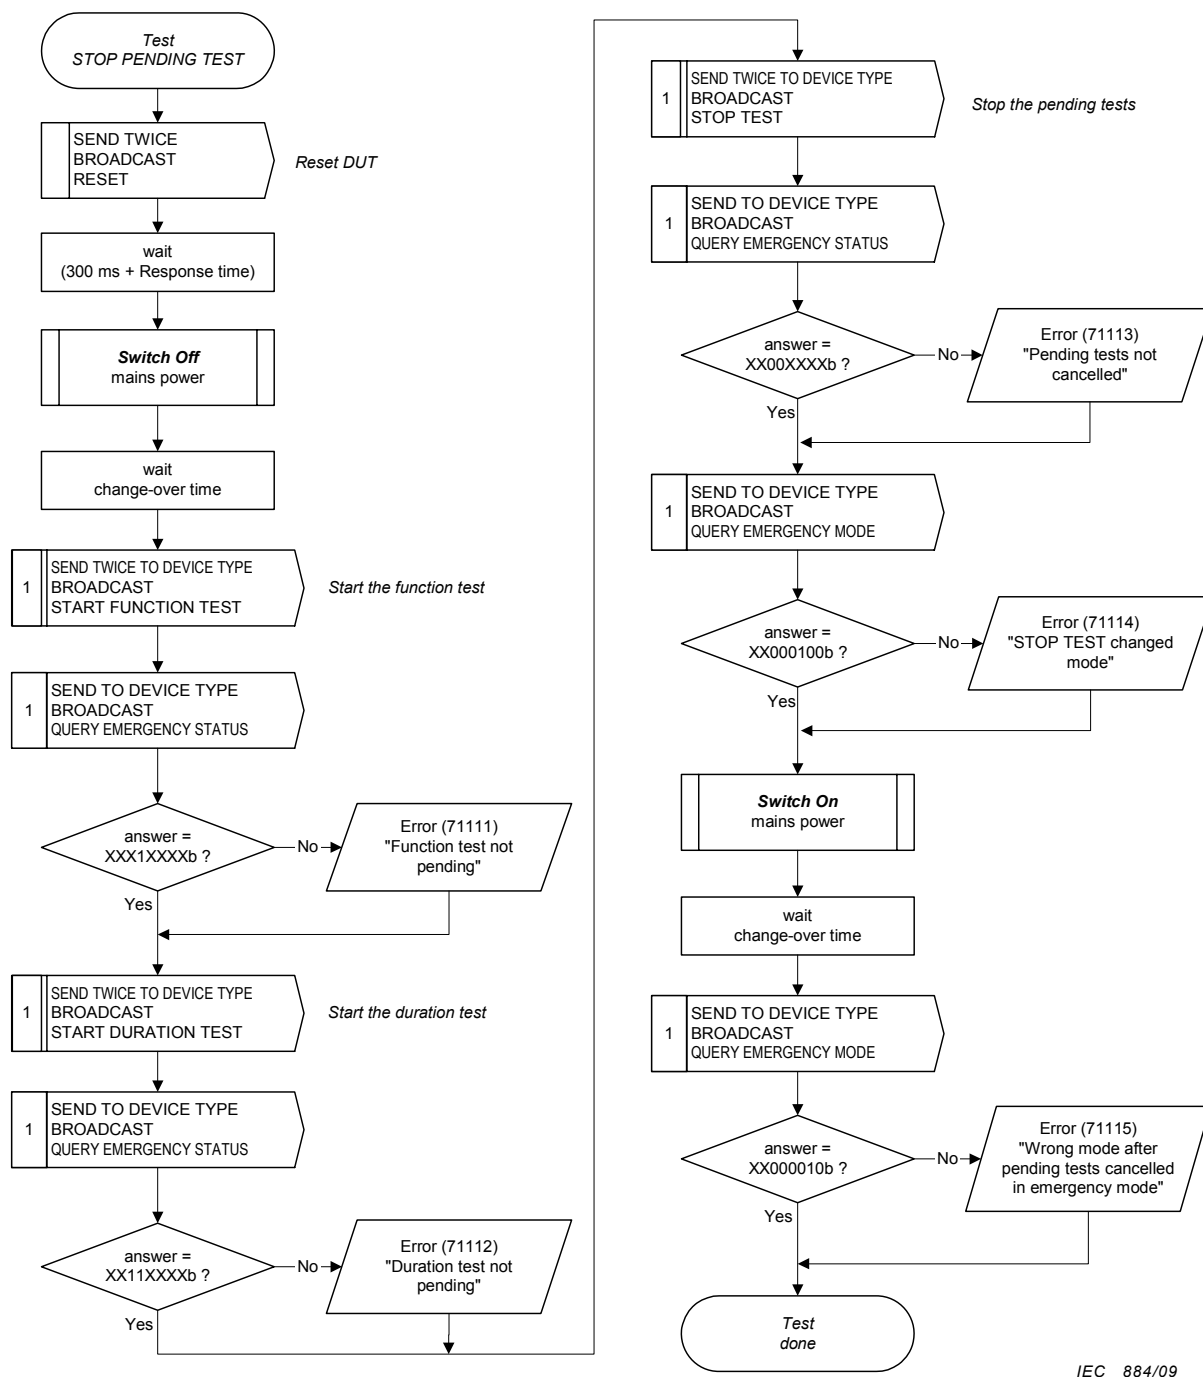 Test
STOP PENDING TEST
SEND TWICE
BROADCAST
RESET
Reset DUT
wait
(300 ms + Response time)
Switch Off
mains power
wait
change-over time
1
SEND TWICE TO DEVICE TYPE
BROADCAST
START FUNCTION TEST
Start the function test
1
SEND TO DEVICE TYPE
BROADCAST
QUERY EMERGENCY STATUS
answer =
XXX1XXXXb ?
No
Error (71111)
"Function test not
pending"
Yes
1
SEND TWICE TO DEVICE TYPE
BROADCAST
START DURATION TEST
Start the duration test
1
SEND TO DEVICE TYPE
BROADCAST
QUERY EMERGENCY STATUS
answer =
XX11XXXXb ?
No
Error (71112)
"Duration test not
pending"
Yes
1
SEND TWICE TO DEVICE TYPE
BROADCAST
STOP TEST
Stop the pending tests
1
SEND TO DEVICE TYPE
BROADCAST
QUERY EMERGENCY STATUS
answer =
XX00XXXXb ?
No
Error (71113)
"Pending tests not
cancelled"
Yes
1
SEND TO DEVICE TYPE
BROADCAST
QUERY EMERGENCY MODE
answer =
XX000100b ?
No
Error (71114)
"STOP TEST changed
mode"
Yes
Switch On
mains power
wait
change-over time
1
SEND TO DEVICE TYPE
BROADCAST
QUERY EMERGENCY MODE
answer =
XX000010b ?
No
Error (71115)
"Wrong mode after
pending tests cancelled
in emergency mode"
Yes
Test
done
IEC 884/09